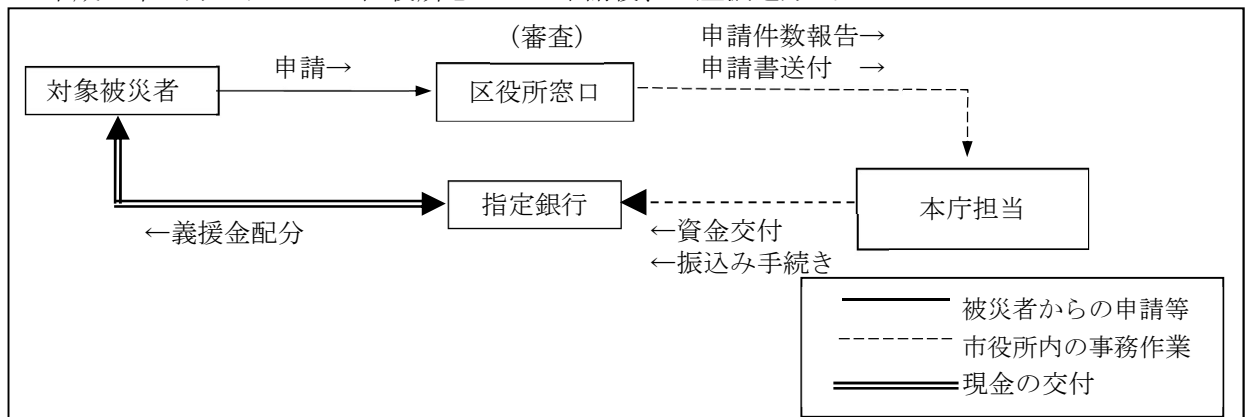 (審査)
申請件数報告→
申請→
申請書送付 →
対象被災者
区役所窓口
指定銀行
本庁担当
←義援金配分
←資金交付
←振込み手続き
被災者からの申請等
市役所内の事務作業
現金の交付